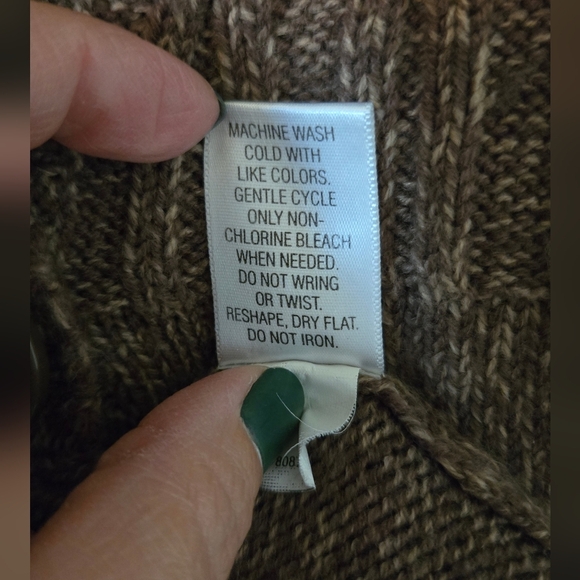 MACHINE WASH
COLD WITH
LIKE COLORS.
GENTLE CYCLE
ONLY NON-
CHLORINE BLEACH
WHEN NEEDED.
DO NOT WRING
OR TWIST.
RESHAPE, DRY FLAT.
DO NOT IRON.